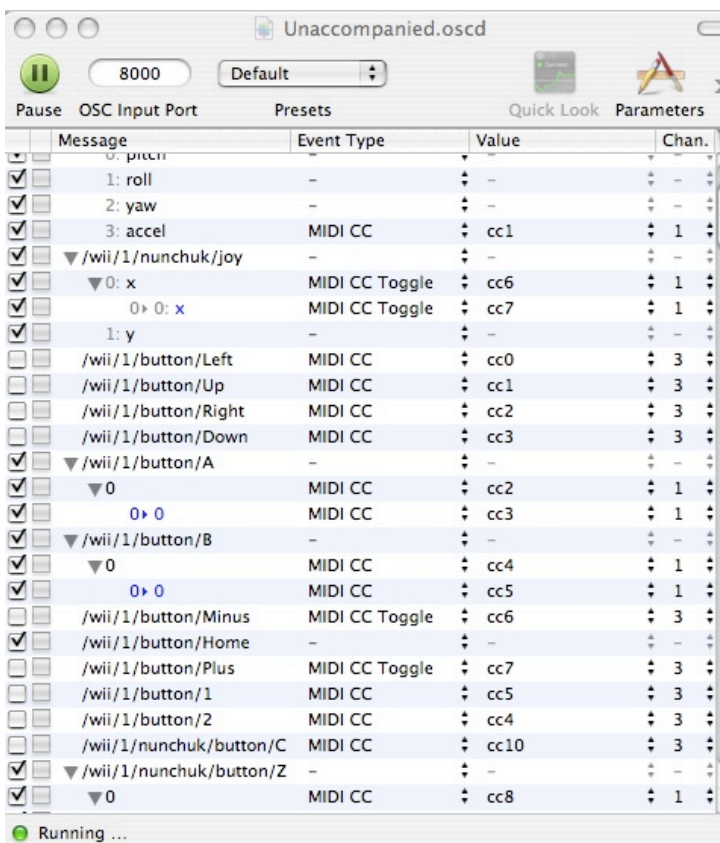 Unaccompanied.oscd
8000 Default
Pause OSC Input Port Presets Quick Look Parameters
Message Event Type Value Chan.
0: pitch – –  –
1: roll – – –
2: yaw – – –
3: accel MIDI CC cc1 1
/wii/1/nunchuk/joy – – –
0: x MIDI CC Toggle cc6 1
0▸ 0: x MIDI CC Toggle cc7 1
1: y – – –
/wii/1/button/Left MIDI CC cc0 3
/wii/1/button/Up MIDI CC cc1 3
/wii/1/button/Right MIDI CC cc2 3
/wii/1/button/Down MIDI CC cc3 3
/wii/1/button/A – – –
0 MIDI CC cc2 1
0▸ 0 MIDI CC cc3 1
/wii/1/button/B – – –
0 MIDI CC cc4 1
0▸ 0 MIDI CC cc5 1
/wii/1/button/Minus MIDI CC Toggle cc6 3
/wii/1/button/Home – – –
/wii/1/button/Plus MIDI CC Toggle cc7 3
/wii/1/button/1 MIDI CC cc5 3
/wii/1/button/2 MIDI CC cc4 3
/wii/1/nunchuk/button/C MIDI CC cc10 3
/wii/1/nunchuk/button/Z – – –
0 MIDI CC cc8 1
Running ...